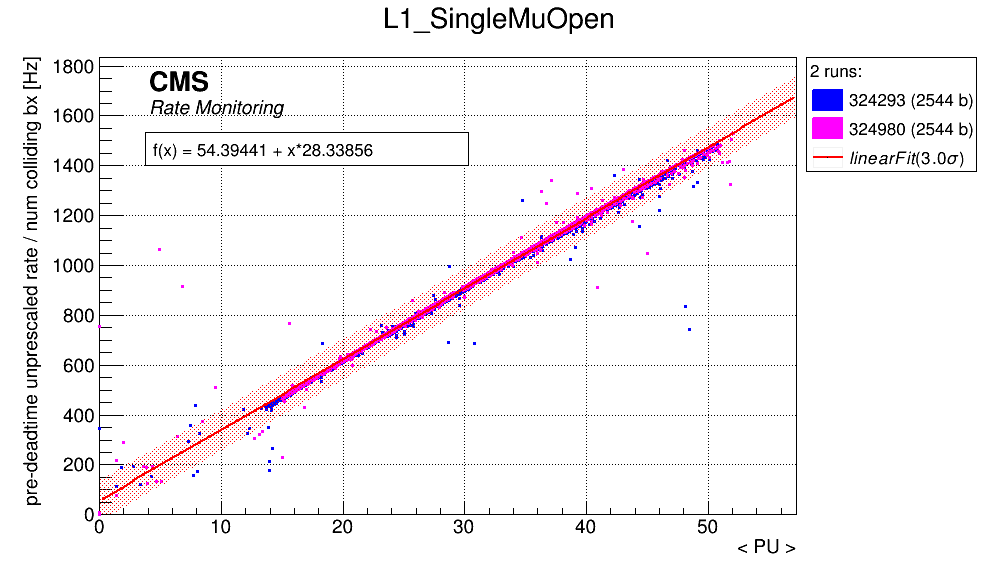 L1_SingleMuOpen
pre-deadtime unprescaled rate / num colliding bx [Hz]
1800
1600
1400
1200
1000
800
600
400
200
0
CMS
Rate Monitoring
f(x) = 54.39441 + x*28.33856
2 runs:
324293 (2544 b)
324980 (2544 b)
linearFit(3.0σ)
0 10 20 30 40 50
< PU >